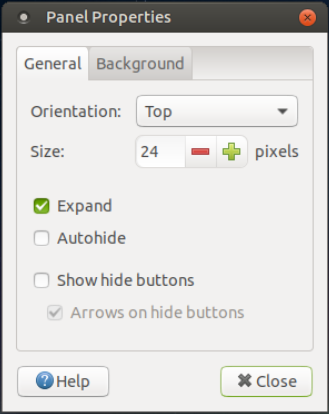 Panel Properties
General Background
Orientation: Top
Size: 24 pixels
Expand
Autohide
Show hide buttons
Arrows on hide buttons
Help Close